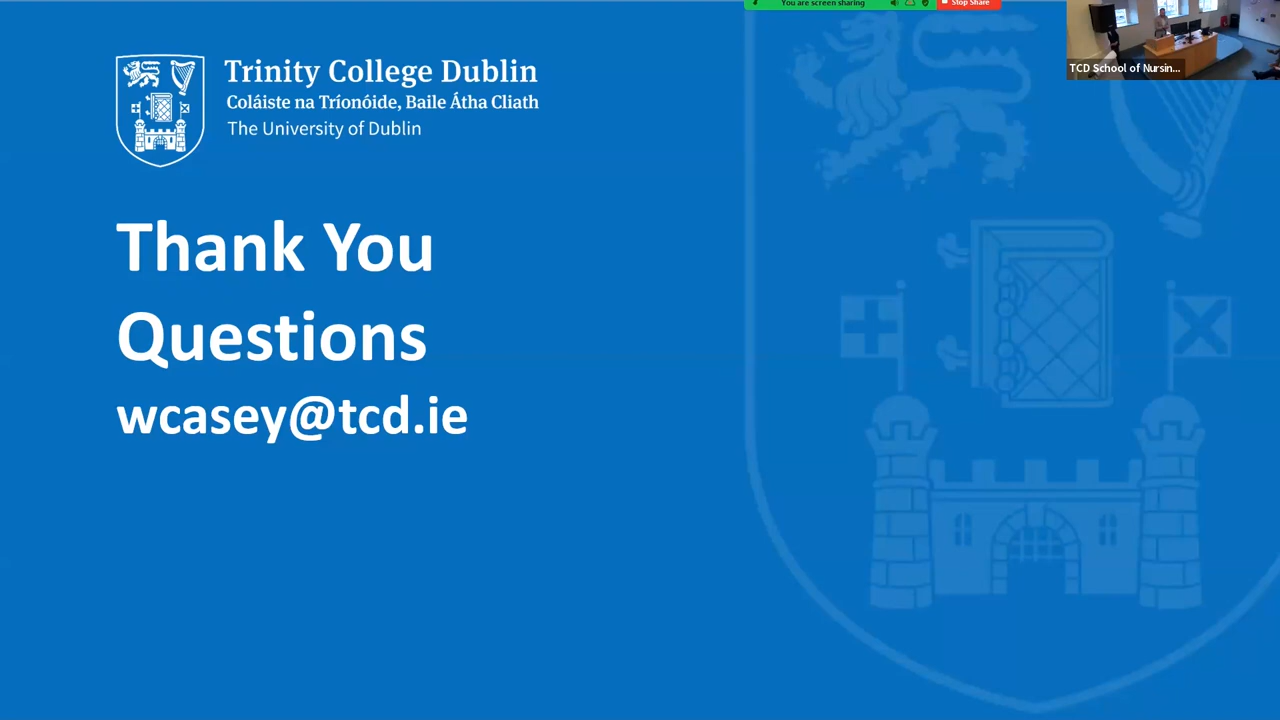 You are screen sharing
Stop Share
TCD School of Nursin...
Trinity College Dublin
Coláiste na Tríonóide, Baile Átha Cliath
The University of Dublin
Thank You
Questions
wcasey@tcd.ie